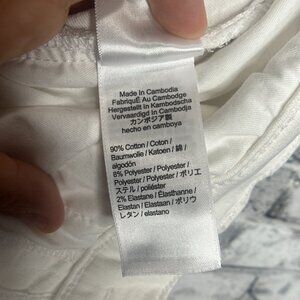 Made in Cambodia
FabriquÉ Au Cambodge
Hergestellt in Kambodscha
Vervaardigd in Cambodja
カンボジア製
hecho en camboya
90% Cotton / Coton /
Baumwolle / Katoen / 綿 /
algodón
8% Polyester / Polyester /
Polyester / Polyester / ポリエ
ステル / poliéster
2% Elastane / Élasthanne /
Elastan / Elastaan / ポリウ
レタン / elastano